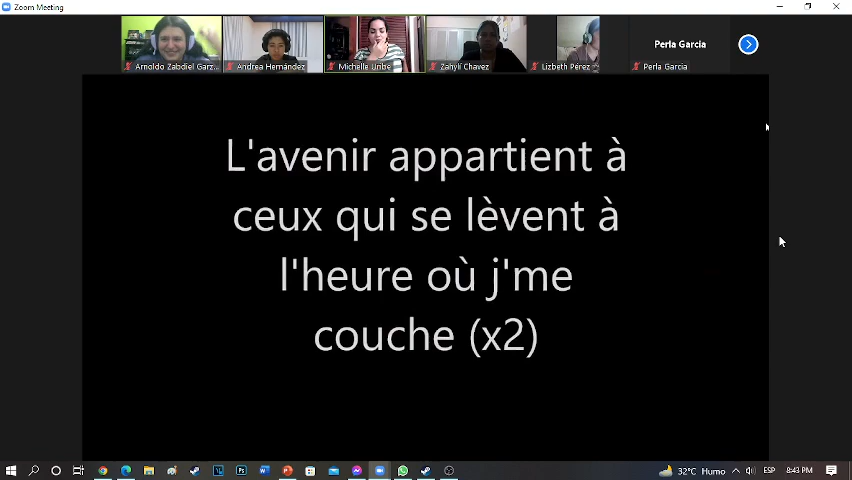 Zoom Meeting
Perla Garcia
Arnoldo Zabdiel Garz...
Andrea Hernández
Michelle Uribe
Zahylí Chavez
Lizbeth Pérez
Perla Garcia
L'avenir appartient à
ceux qui se lèvent à
l'heure où j'me
couche (x2)
32°C Humo
ESP
8:43 PM